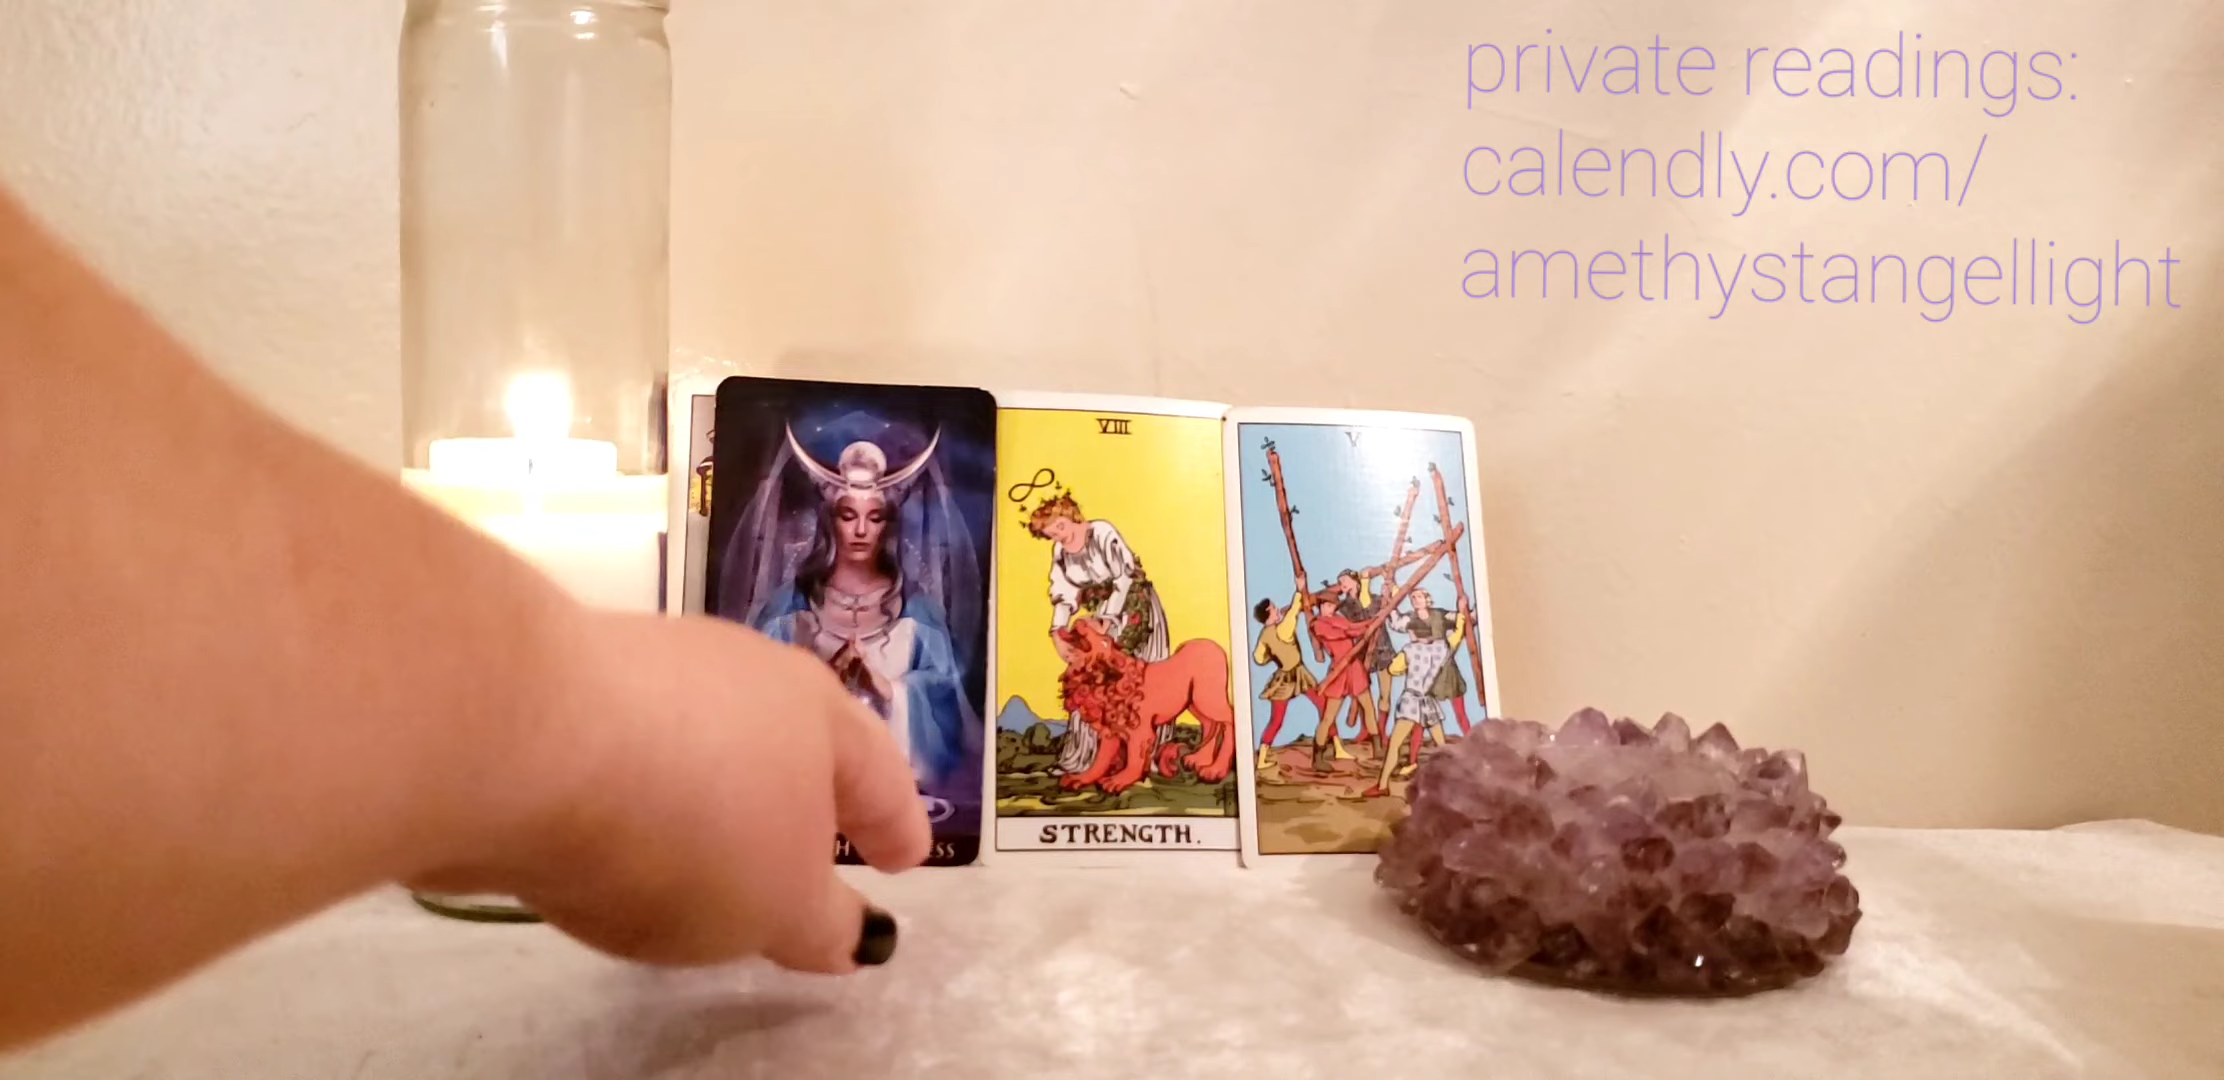 private readings:
calendly.com/
amethystangellight
VIII
V
STRENGTH.